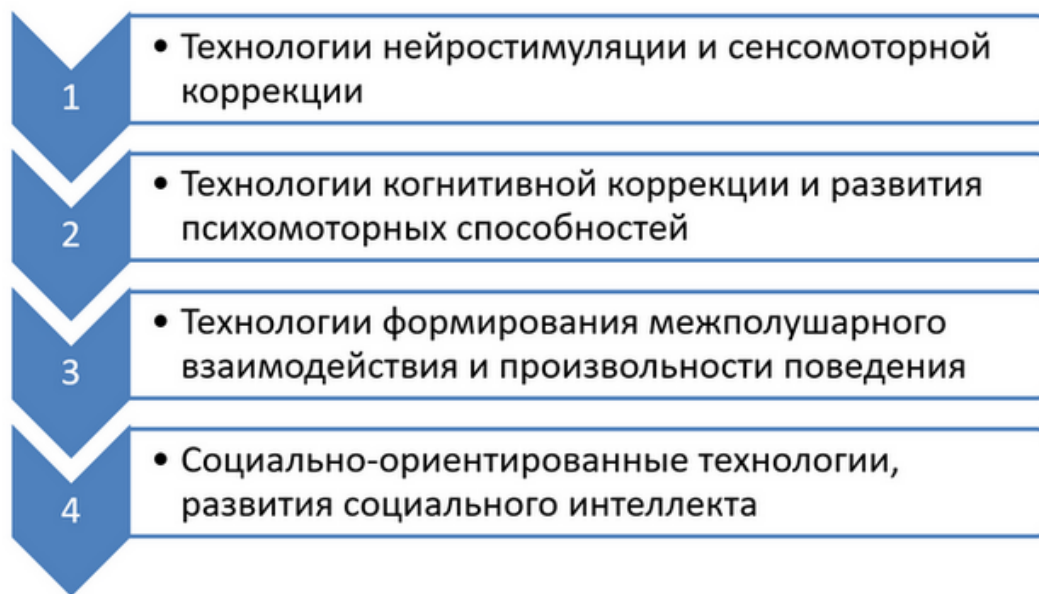 1
• Технологии нейростимуляции и сенсомоторной
коррекции
2
• Технологии когнитивной коррекции и развития
психомоторных способностей
3
• Технологии формирования межполушарного
взаимодействия и произвольности поведения
4
• Социально-ориентированные технологии,
развития социального интеллекта